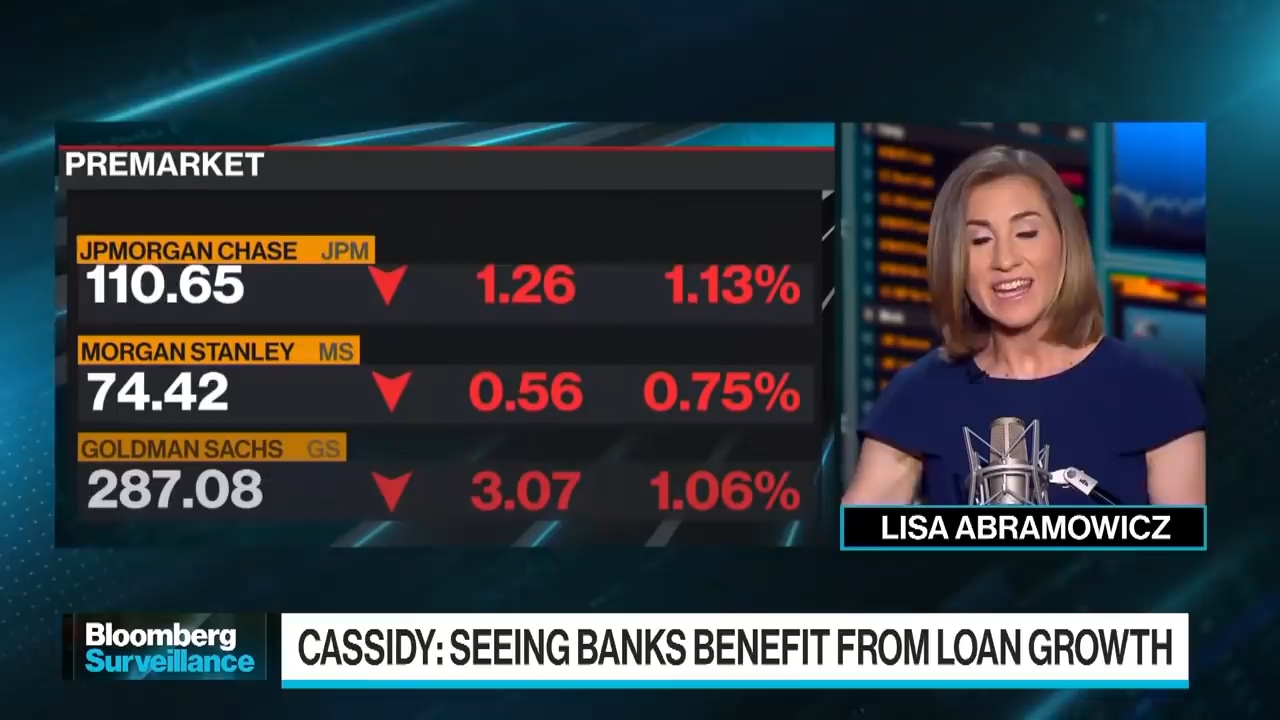 PREMARKET
JPMORGAN CHASE JPM
110.65 1.26 1.13%
MORGAN STANLEY MS
74.42 0.56 0.75%
GOLDMAN SACHS GS
287.08 3.07 1.06%
LISA ABRAMOWICZ
Bloomberg
Surveillance
CASSIDY: SEEING BANKS BENEFIT FROM LOAN GROWTH